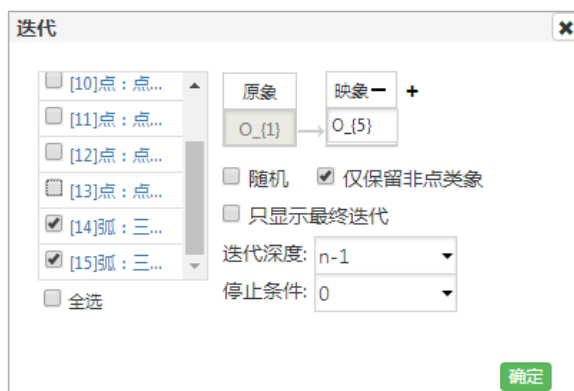 迭代
[10]点：点...
[11]点：点...
[12]点：点...
[13]点：点...
[14]弧：三...
[15]弧：三...
全选
原象
映象
O_{1}
O_{5}
随机
仅保留非点类象
只显示最终迭代
迭代深度: n-1
停止条件: 0
确定